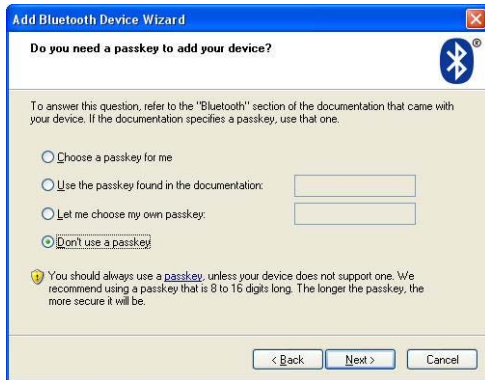 Add Bluetooth Device Wizard
Do you need a passkey to add your device?
®
To answer this question, refer to the "Bluetooth" section of the documentation that came with
your device. If the documentation specifies a passkey, use that one.
Choose a passkey for me
Use the passkey found in the documentation:
Let me choose my own passkey:
Don't use a passkey
You should always use a passkey, unless your device does not support one. We
recommend using a passkey that is 8 to 16 digits long. The longer the passkey, the
more secure it will be.
< Back Next > Cancel